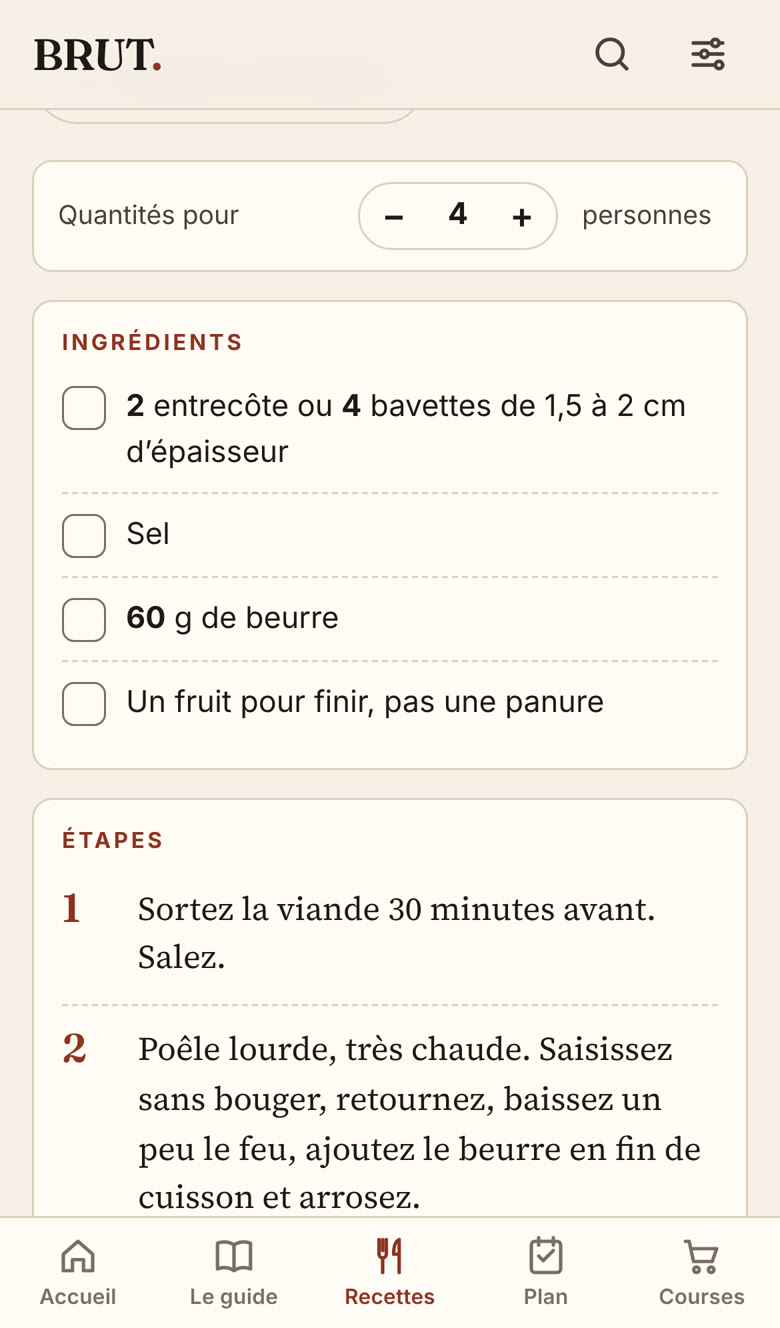 BRUT.
Quantités pour
− 4 + personnes
INGRÉDIENTS
2 entrecôte ou 4 bavettes de 1,5 à 2 cm
d’épaisseur
Sel
60 g de beurre
Un fruit pour finir, pas une panure
ÉTAPES
1 Sortez la viande 30 minutes avant.
Salez.
2 Poêle lourde, très chaude. Saisissez
sans bouger, retournez, baissez un
peu le feu, ajoutez le beurre en fin de
cuisson et arrosez.
Accueil Le guide Recettes Plan Courses